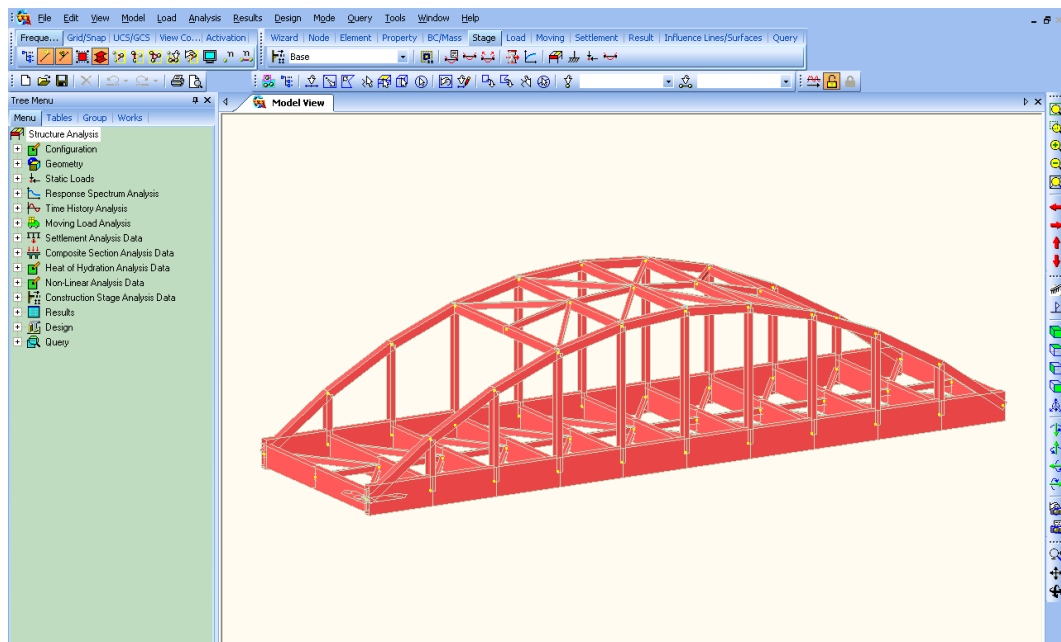 File Edit View Model Load Analysis Results Design Mode Query Tools Window Help
Freque... Grid/Snap UCS/GCS View Co... Activation Wizard Node Element Property BC/Mass Stage Load Moving Settlement Result Influence Lines/Surfaces Query
Base
Tree Menu
Model View
Menu Tables Group Works
Structure Analysis
Configuration
Geometry
Static Loads
Response Spectrum Analysis
Time History Analysis
Moving Load Analysis
Settlement Analysis Data
Composite Section Analysis Data
Heat of Hydration Analysis Data
Non-Linear Analysis Data
Construction Stage Analysis Data
Results
Design
Query